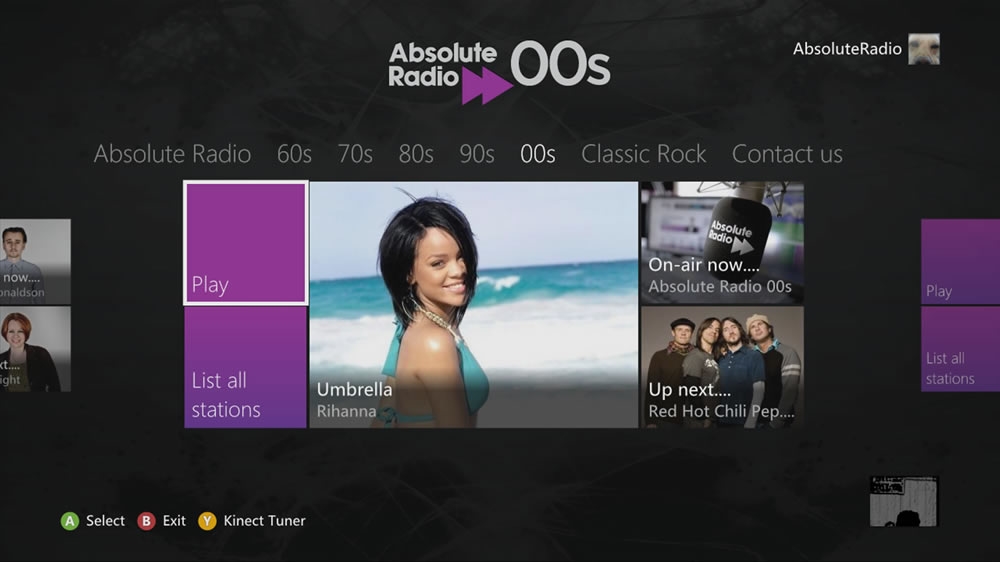 Absolute
Radio
00s
AbsoluteRadio
Absolute Radio 60s 70s 80s 90s 00s Classic Rock Contact us
now....
onaldson
xt....
ight
Play
List all
stations
Umbrella
Rihanna
Absolute
Radio
On-air now....
Absolute Radio 00s
Up next....
Red Hot Chili Pep....
Play
List all
stations
A Select B Exit Y Kinect Tuner